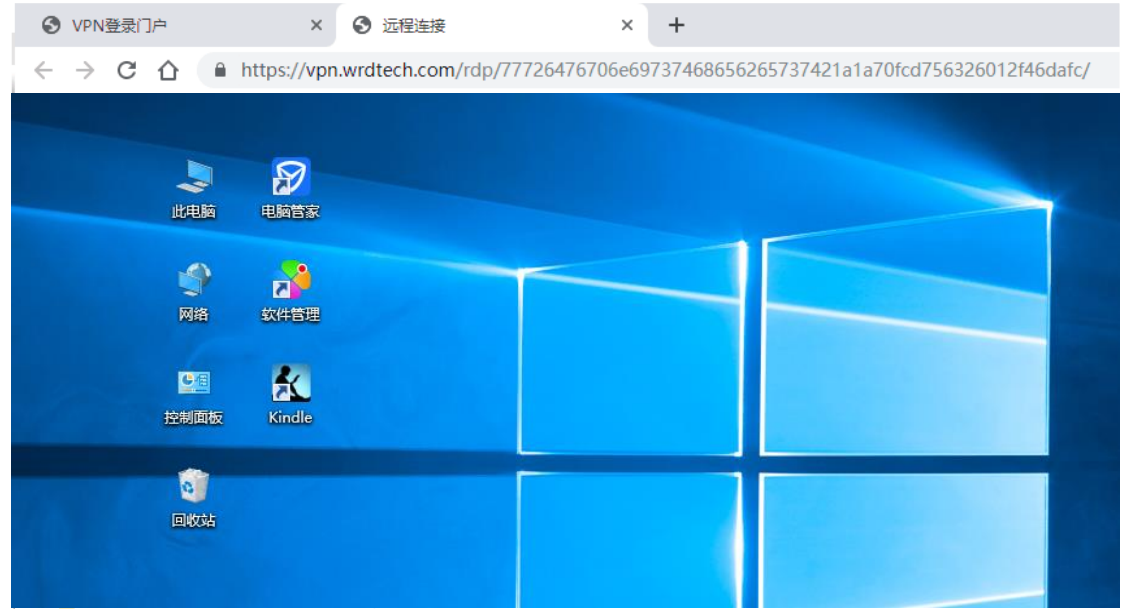 VPN登录门户
远程连接
https://vpn.wrdtech.com/rdp/77726476706e69737468656265737421a1a70fcd756326012f46dafc/
此电脑
电脑管家
网络
软件管理
控制面板
Kindle
回收站